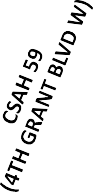 CSAH 59
(4TH GRANT BLVD W)